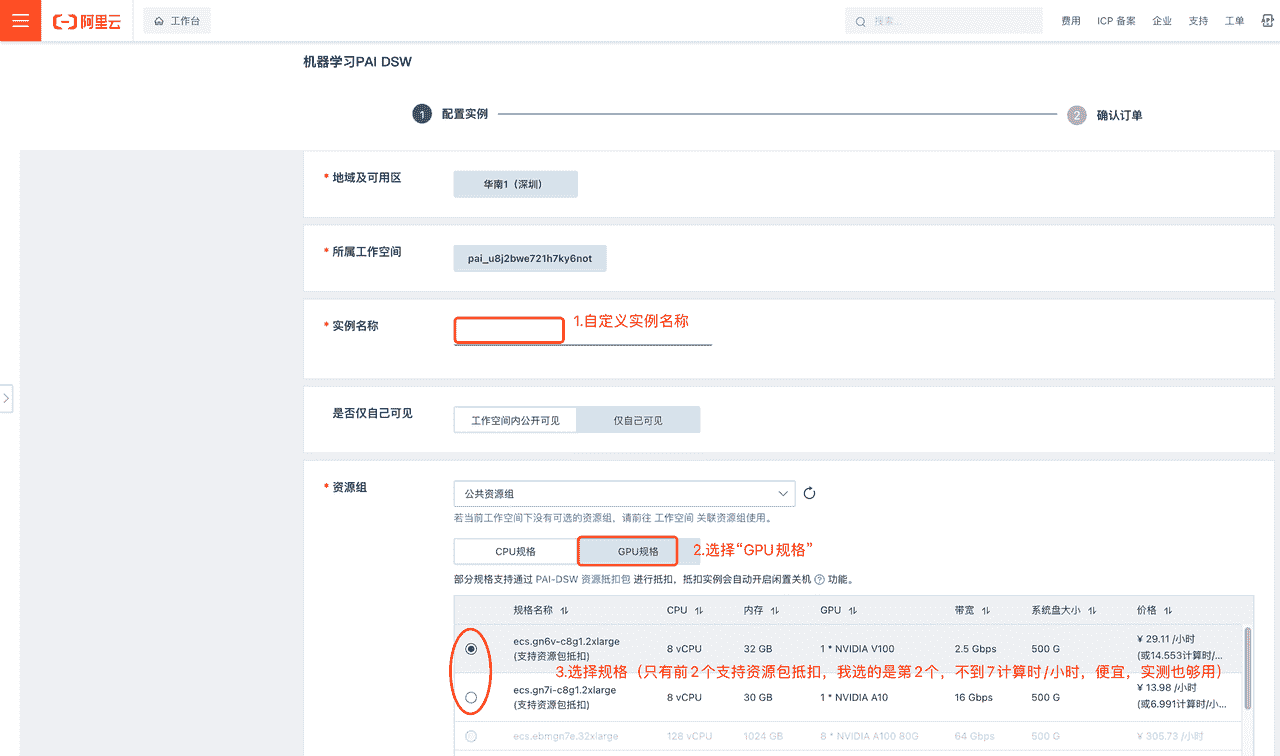 阿里云 工作台 搜索... 费用 ICP 备案 企业 支持 工单
机器学习PAI DSW
1 配置实例 2 确认订单
* 地域及可用区 华南1（深圳）
* 所属工作空间 pai_u8j2bwe721h7ky6not
* 实例名称 1.自定义实例名称
是否仅自己可见 工作空间内公开可见 仅自己可见
* 资源组 公共资源组
若当前工作空间下没有可选的资源组，请前往 工作空间 关联资源组使用。
CPU规格 GPU规格 2.选择“GPU规格”
部分规格支持通过 PAI-DSW 资源抵扣包 进行抵扣，抵扣实例会自动开启闲置关机 ? 功能。
规格名称 CPU 内存 GPU 带宽 系统盘大小 价格
ecs.gn6v-c8g1.2xlarge 8 vCPU 32 GB 1 * NVIDIA V100 2.5 Gbps 500 G ¥ 29.11 /小时
(支持资源包抵扣) (或14.553计算时/...
3.选择规格（只有前2个支持资源包抵扣，我选的是第2个，不到7计算时/小时，便宜，实测也够用）
ecs.gn7i-c8g1.2xlarge 8 vCPU 30 GB 1 * NVIDIA A10 16 Gbps 500 G ¥ 13.98 /小时
(支持资源包抵扣) (或6.991计算时/小...
ecs.ebmgn7e.32xlarge 128 vCPU 1024 GB 8 * NVIDIA A100 80G 64 Gbps 500 G ¥ 305.73 /小时